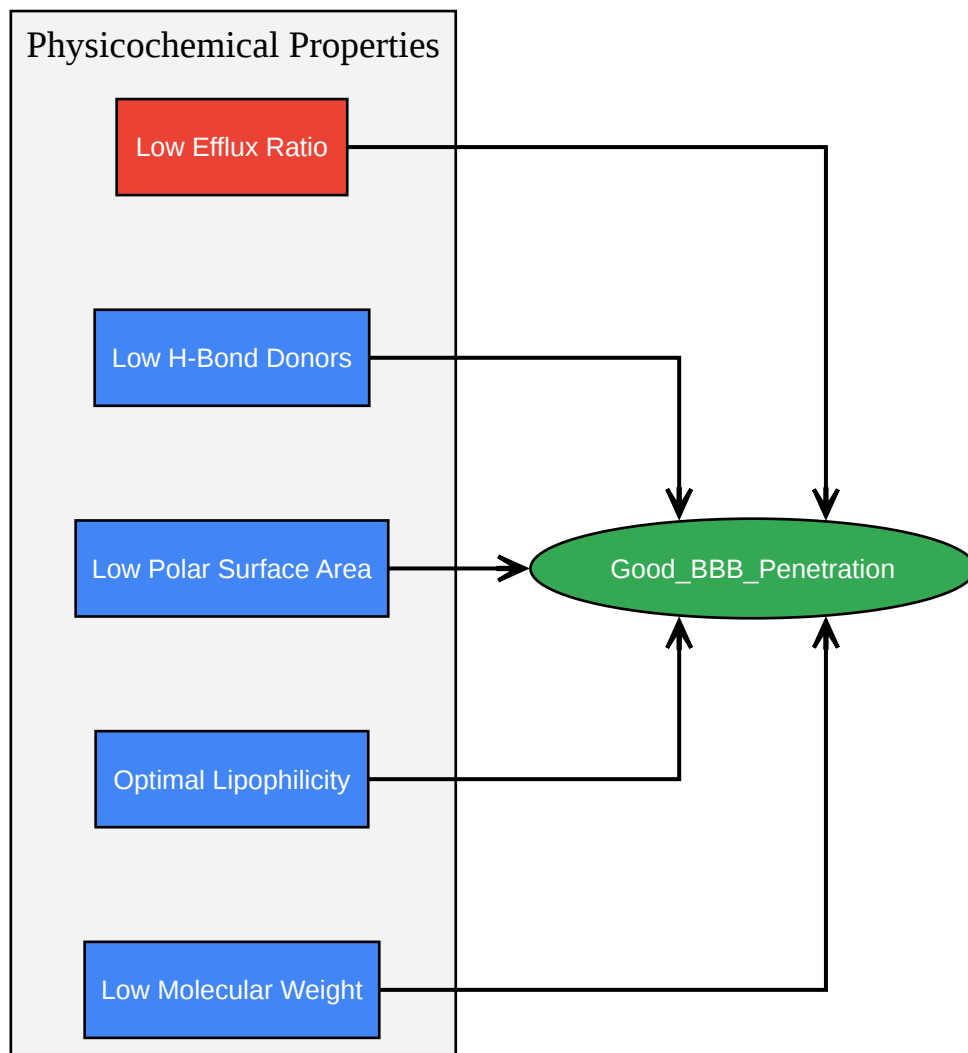 Physicochemical Properties
Low Efflux Ratio
Low H-Bond Donors
Low Polar Surface Area
Good_BBB_Penetration
Optimal Lipophilicity
Low Molecular Weight